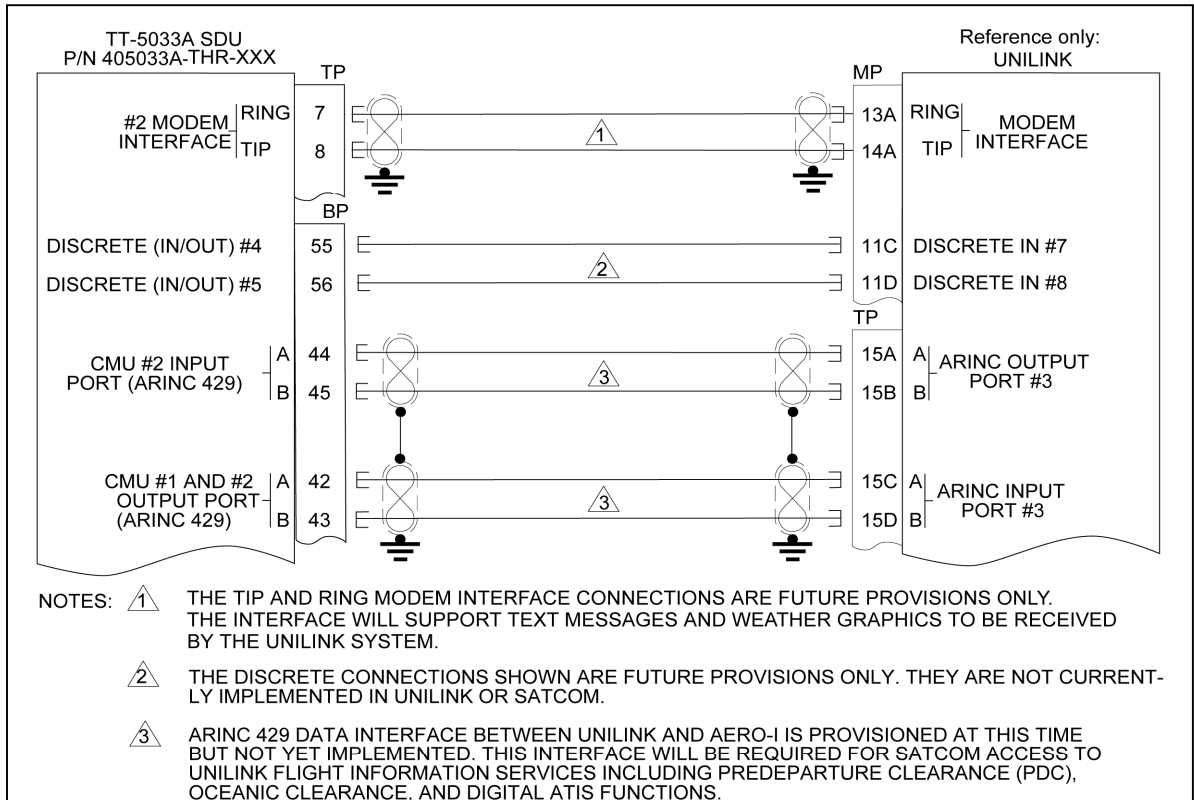 TT-5033A SDU
P/N 405033A-THR-XXX
Reference only:
UNILINK
TP
MP
#2 MODEM
INTERFACE
RING
TIP
7
8
1
13A
14A
RING
TIP
MODEM
INTERFACE
BP
DISCRETE (IN/OUT) #4
55
11C
DISCRETE IN #7
2
DISCRETE (IN/OUT) #5
56
11D
DISCRETE IN #8
TP
CMU #2 INPUT
PORT (ARINC 429)
A
B
44
45
3
15A
15B
A
B
ARINC OUTPUT
PORT #3
CMU #1 AND #2
OUTPUT PORT
(ARINC 429)
A
B
42
43
3
15C
15D
A
B
ARINC INPUT
PORT #3
NOTES: 1 THE TIP AND RING MODEM INTERFACE CONNECTIONS ARE FUTURE PROVISIONS ONLY.
THE INTERFACE WILL SUPPORT TEXT MESSAGES AND WEATHER GRAPHICS TO BE RECEIVED
BY THE UNILINK SYSTEM.
2 THE DISCRETE CONNECTIONS SHOWN ARE FUTURE PROVISIONS ONLY. THEY ARE NOT CURRENT-
LY IMPLEMENTED IN UNILINK OR SATCOM.
3 ARINC 429 DATA INTERFACE BETWEEN UNILINK AND AERO-I IS PROVISIONED AT THIS TIME
BUT NOT YET IMPLEMENTED. THIS INTERFACE WILL BE REQUIRED FOR SATCOM ACCESS TO
UNILINK FLIGHT INFORMATION SERVICES INCLUDING PREDEPARTURE CLEARANCE (PDC),
OCEANIC CLEARANCE, AND DIGITAL ATIS FUNCTIONS.